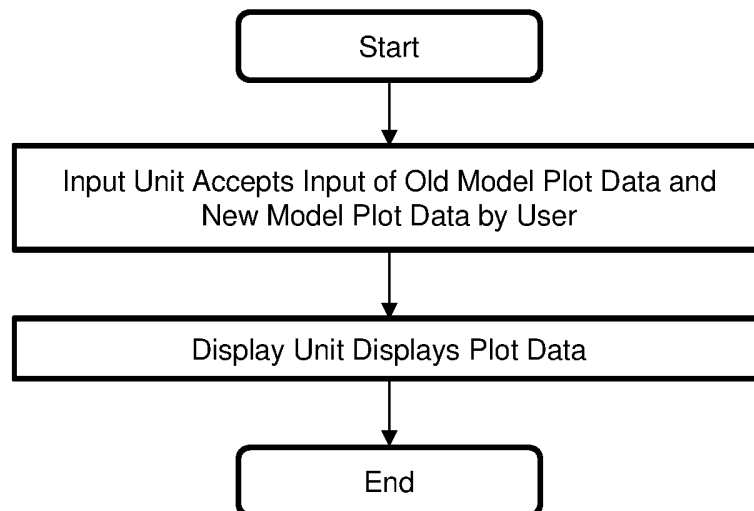 Start
Input Unit Accepts Input of Old Model Plot Data and
New Model Plot Data by User
Display Unit Displays Plot Data
End